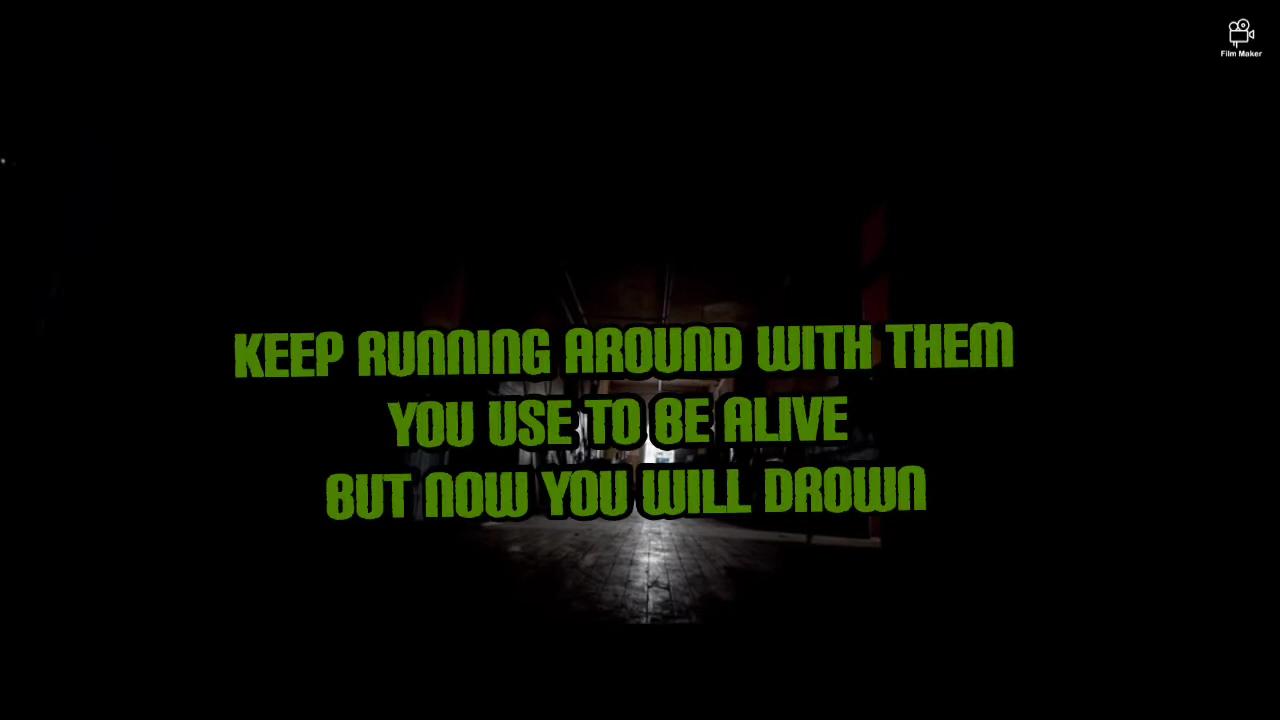 Film Maker
KEEP RUNNING AROUND WITH THEM
YOU USE TO BE ALIVE
BUT NOW YOU WILL DROWN